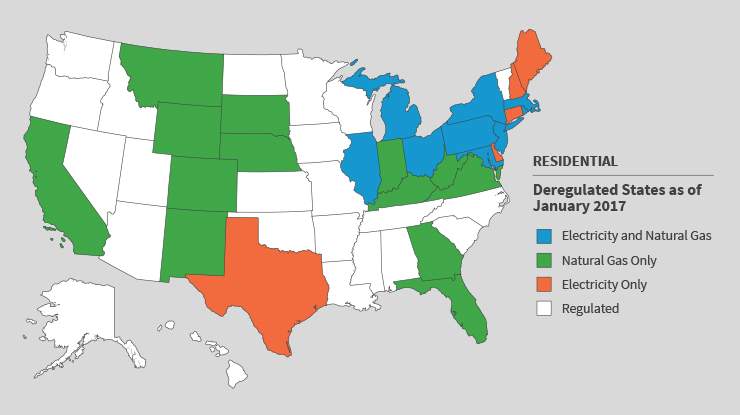 RESIDENTIAL
Deregulated States as of
January 2017
Electricity and Natural Gas
Natural Gas Only
Electricity Only
Regulated